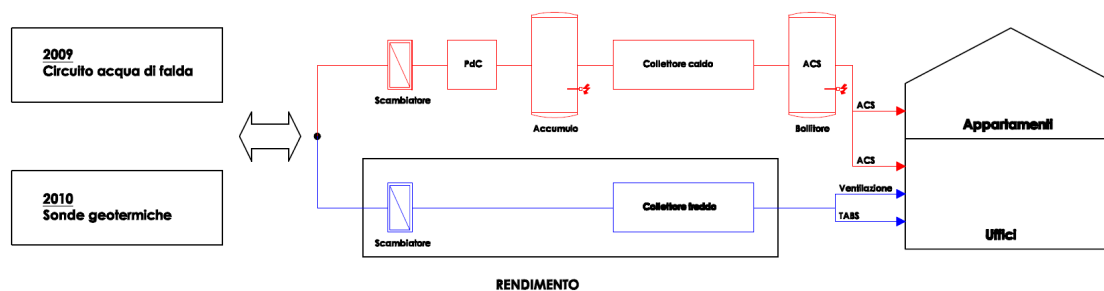 2009
Circuito acqua di falda
2010
Sonde geotermiche
Scambiatore
PdC
Accumulo
Collettore caldo
ACS
Bollitore
ACS
ACS
Appartamenti
Scambiatore
Collettore freddo
Ventilazione
TABS
Uffici
RENDIMENTO